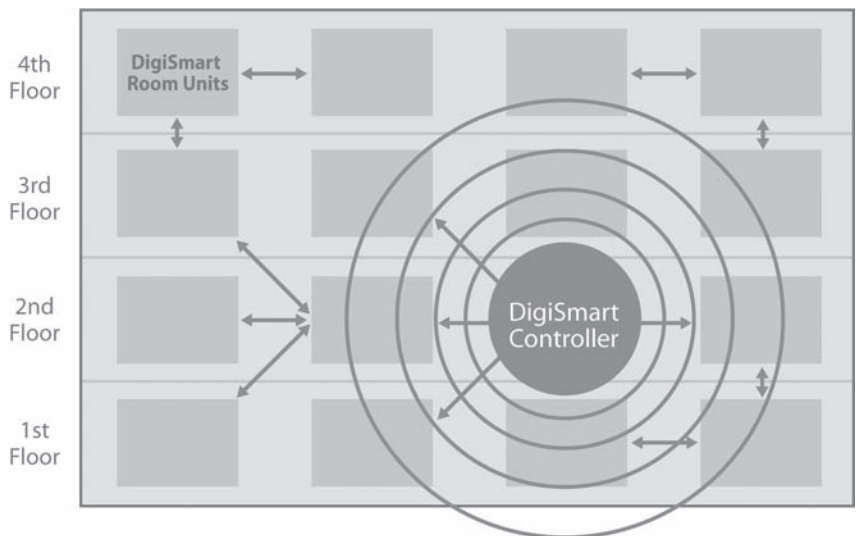 4th
Floor
DigiSmart
Room Units
3rd
Floor
2nd
Floor
DigiSmart
Controller
1st
Floor